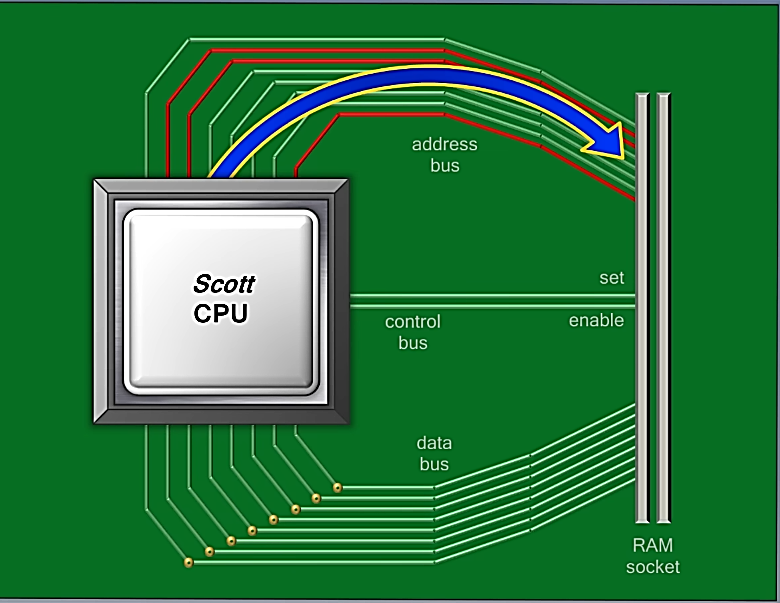 address
bus
Scott
CPU
set
control
bus
enable
data
bus
RAM
socket